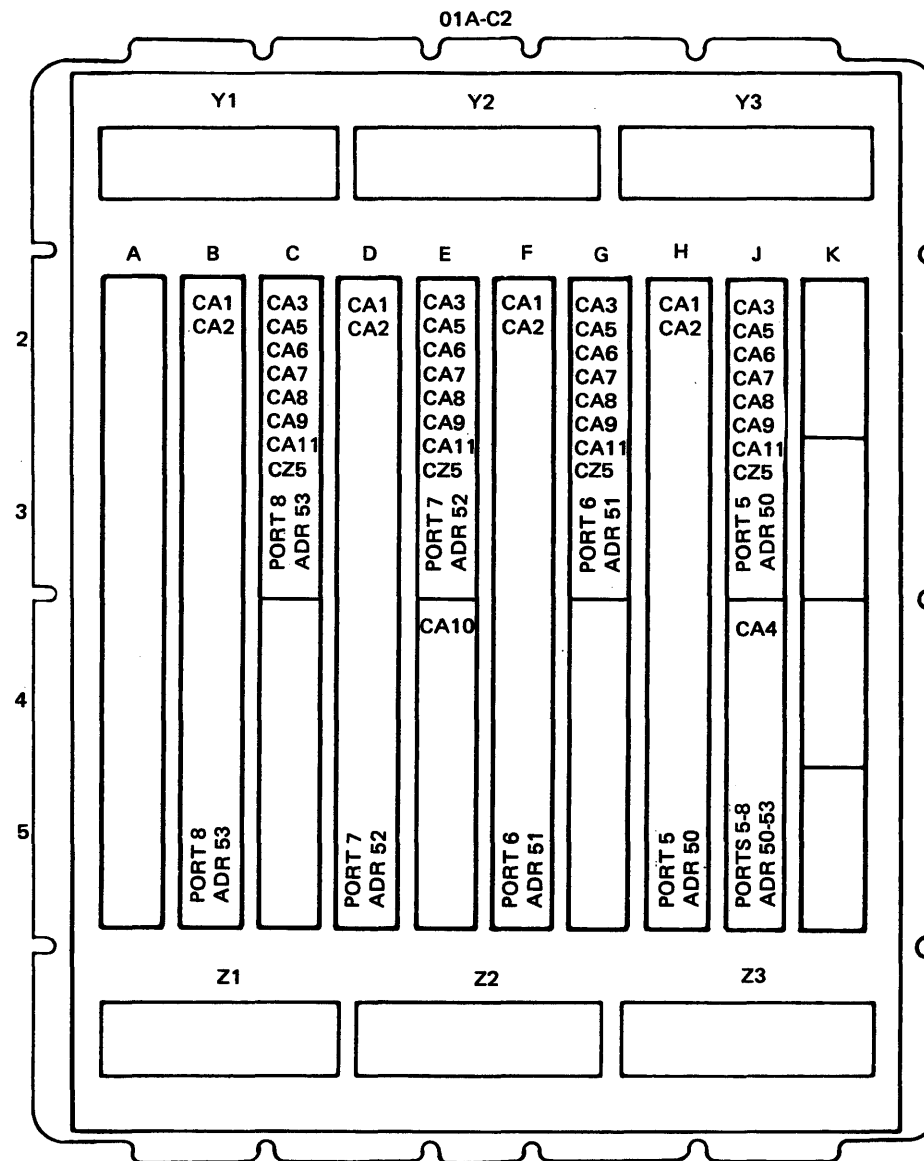 01A-C2
Y1 Y2 Y3
A B C D E F G H J K
2
3
4
5
CA1
CA2
PORT 8
ADR 53
CA3
CA5
CA6
CA7
CA8
CA9
CA11
CZ5
PORT 8
ADR 53
CA1
CA2
PORT 7
ADR 52
CA3
CA5
CA6
CA7
CA8
CA9
CA11
CZ5
PORT 7
ADR 52
CA10
CA1
CA2
PORT 6
ADR 51
CA3
CA5
CA6
CA7
CA8
CA9
CA11
CZ5
PORT 6
ADR 51
CA1
CA2
PORT 5
ADR 50
CA3
CA5
CA6
CA7
CA8
CA9
CA11
CZ5
PORT 5
ADR 50
CA4
PORTS 5-8
ADR 50-53
Z1 Z2 Z3